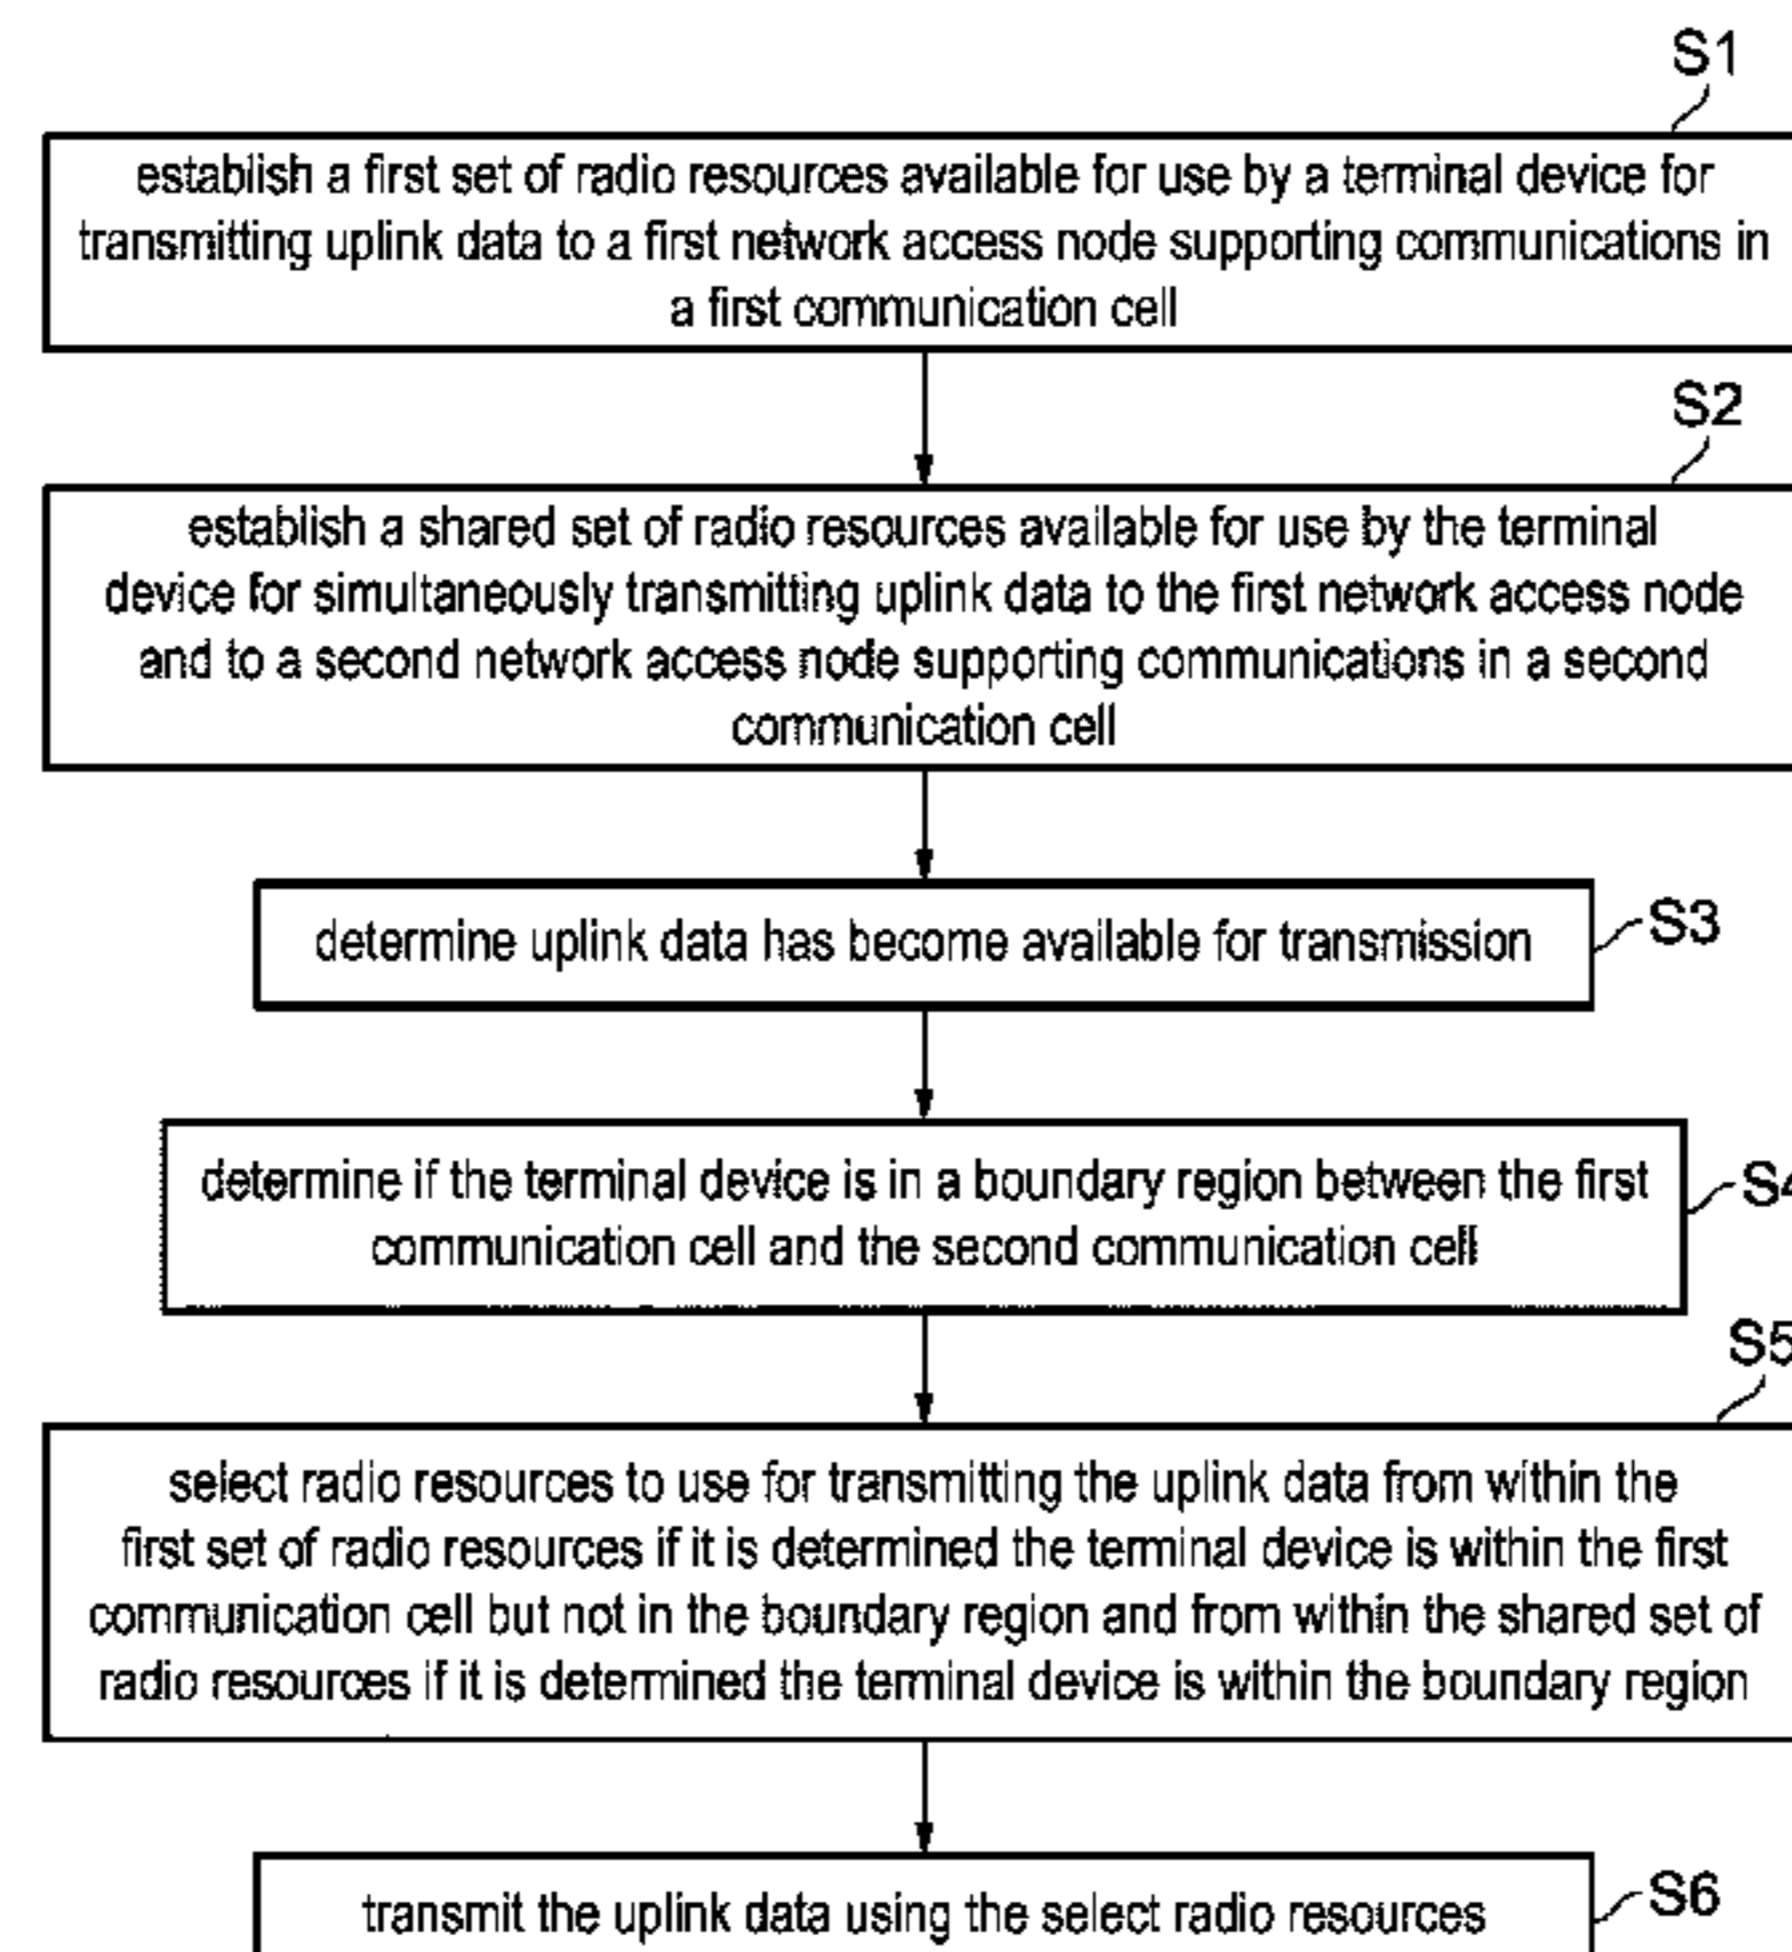 S1
establish a first set of radio resources available for use by a terminal device for
transmitting uplink data to a first network access node supporting communications in
a first communication cell
S2
establish a shared set of radio resources available for use by the terminal
device for simultaneously transmitting uplink data to the first network access node
and to a second network access node supporting communications in a second
communication cell
determine uplink data has become available for transmission
S3
determine if the terminal device is in a boundary region between the first
communication cell and the second communication cell
S4
S5
select radio resources to use for transmitting the uplink data from within the
first set of radio resources if it is determined the terminal device is within the first
communication cell but not in the boundary region and from within the shared set of
radio resources if it is determined the terminal device is within the boundary region
transmit the uplink data using the select radio resources
S6